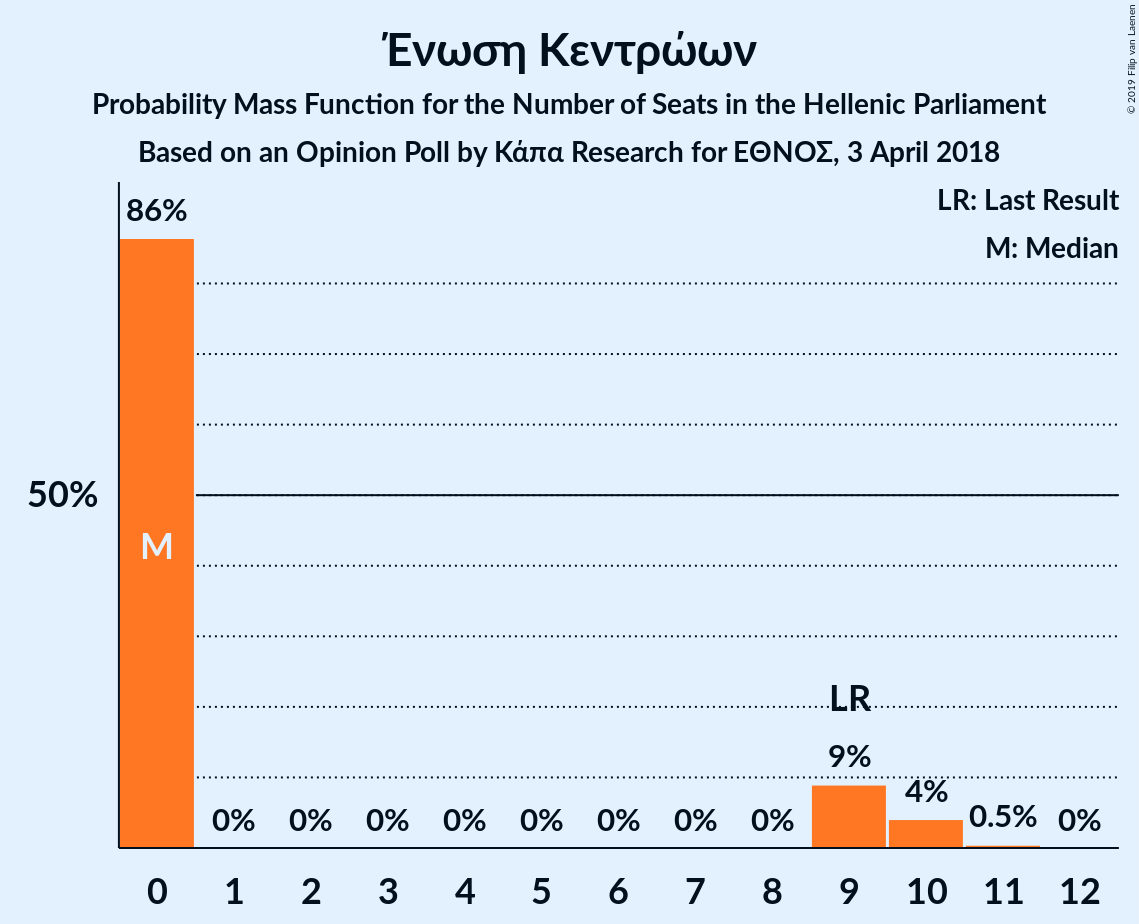 Ένωση Κεντρώων
Probability Mass Function for the Number of Seats in the Hellenic Parliament
Based on an Opinion Poll by Κάπα Research for ΕΘΝΟΣ, 3 April 2018
© 2019 Filip van Laenen
LR: Last Result
M: Median
86%
50%
M
LR
9%
4%
0% 0% 0% 0% 0% 0% 0% 0% 0.5% 0%
0 1 2 3 4 5 6 7 8 9 10 11 12